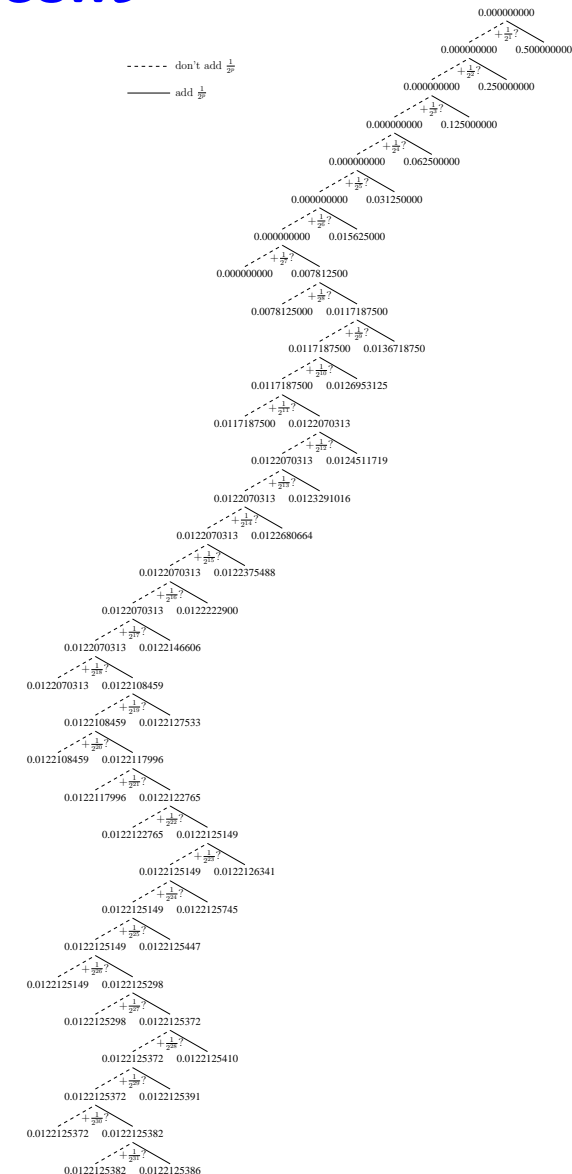 0.000000000
+ 1/2^1 ?
0.000000000 0.500000000
don't add 1/2^p
+ 1/2^2 ?
0.000000000 0.250000000
add 1/2^p
+ 1/2^3 ?
0.000000000 0.125000000
+ 1/2^4 ?
0.000000000 0.062500000
+ 1/2^5 ?
0.000000000 0.031250000
+ 1/2^6 ?
0.000000000 0.015625000
+ 1/2^7 ?
0.000000000 0.007812500
+ 1/2^8 ?
0.0078125000 0.0117187500
+ 1/2^9 ?
0.0117187500 0.0136718750
+ 1/2^10 ?
0.0117187500 0.0126953125
+ 1/2^11 ?
0.0117187500 0.0122070313
+ 1/2^12 ?
0.0122070313 0.0124511719
+ 1/2^13 ?
0.0122070313 0.0123291016
+ 1/2^14 ?
0.0122070313 0.0122680664
+ 1/2^15 ?
0.0122070313 0.0122375488
+ 1/2^16 ?
0.0122070313 0.0122222900
+ 1/2^17 ?
0.0122070313 0.0122146606
+ 1/2^18 ?
0.0122070313 0.0122108459
+ 1/2^19 ?
0.0122108459 0.0122127533
+ 1/2^20 ?
0.0122108459 0.0122117996
+ 1/2^21 ?
0.0122117996 0.0122122765
+ 1/2^22 ?
0.0122122765 0.0122125149
+ 1/2^23 ?
0.0122125149 0.0122126341
+ 1/2^24 ?
0.0122125149 0.0122125745
+ 1/2^25 ?
0.0122125149 0.0122125447
+ 1/2^26 ?
0.0122125149 0.0122125298
+ 1/2^27 ?
0.0122125298 0.0122125372
+ 1/2^28 ?
0.0122125372 0.0122125410
+ 1/2^29 ?
0.0122125372 0.0122125391
+ 1/2^30 ?
0.0122125372 0.0122125382
+ 1/2^31 ?
0.0122125382 0.0122125386